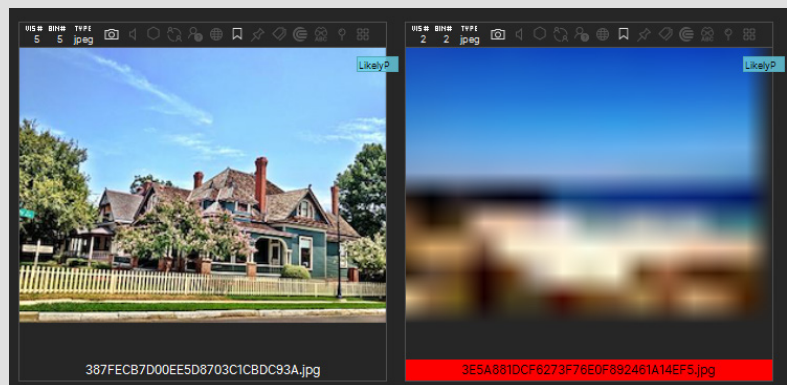 VIS # BIN# TYPE
5 5 jpeg
LikelyP
387FECB7D00EE5D8703C1CBDC93A.jpg
VIS # BIN# TYPE
2 2 jpeg
LikelyP
3E5A881DCF6273F76E0F892461A14EF5.jpg